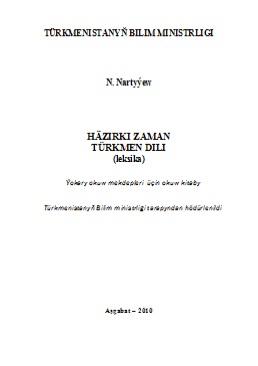 TÜRKMENISTANYŇ BILIM MINISTRLIGI
N. Nartyýew
HÄZIRKI ZAMAN
TÜRKMEN DILI
(leksika)
Ýokary okuw mekdepleri üçin okuw kitaby
Türkmenistanyň Bilim ministrligi tarapyndan hödürlenildi
Aşgabat – 2010